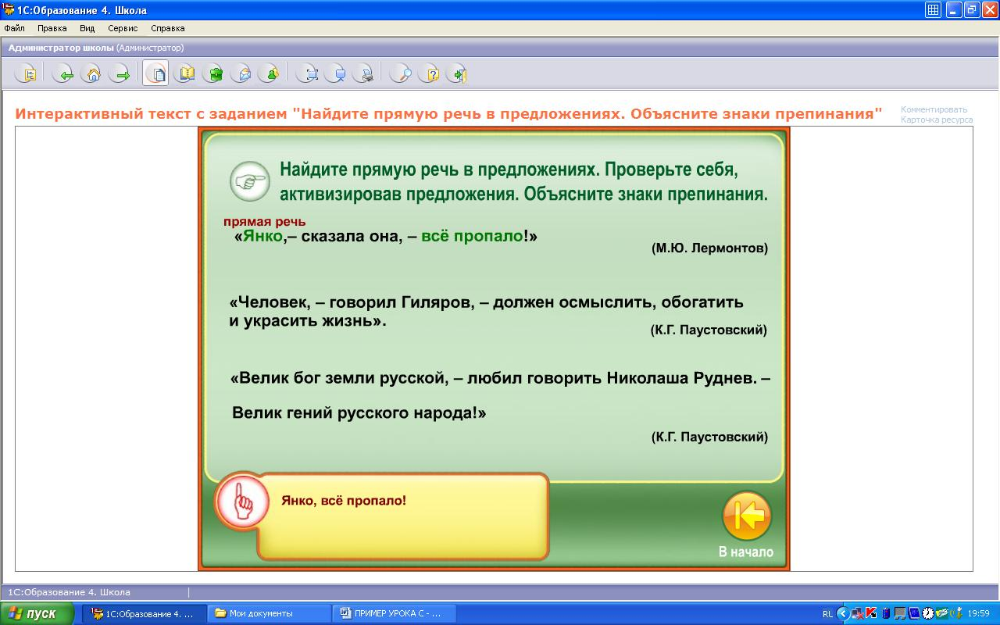 1С:Образование 4. Школа
Файл Правка Вид Сервис Справка
Администратор школы (Администратор)
Интерактивный текст с заданием "Найдите прямую речь в предложениях. Объясните знаки препинания"
Комментировать
Карточка ресурса
Найдите прямую речь в предложениях. Проверьте себя,
активизировав предложения. Объясните знаки препинания.
прямая речь
«Янко,– сказала она, – всё пропало!»
(М.Ю. Лермонтов)
«Человек, – говорил Гиляров, – должен осмыслить, обогатить
и украсить жизнь».
(К.Г. Паустовский)
«Велик бог земли русской, – любил говорить Николаша Руднев. –
Велик гений русского народа!»
(К.Г. Паустовский)
Янко, всё пропало!
В начало
1С:Образование 4. Школа
пуск 1С:Образование 4. ... Мои документы ПРИМЕР УРОКА С - ... RL 19:59